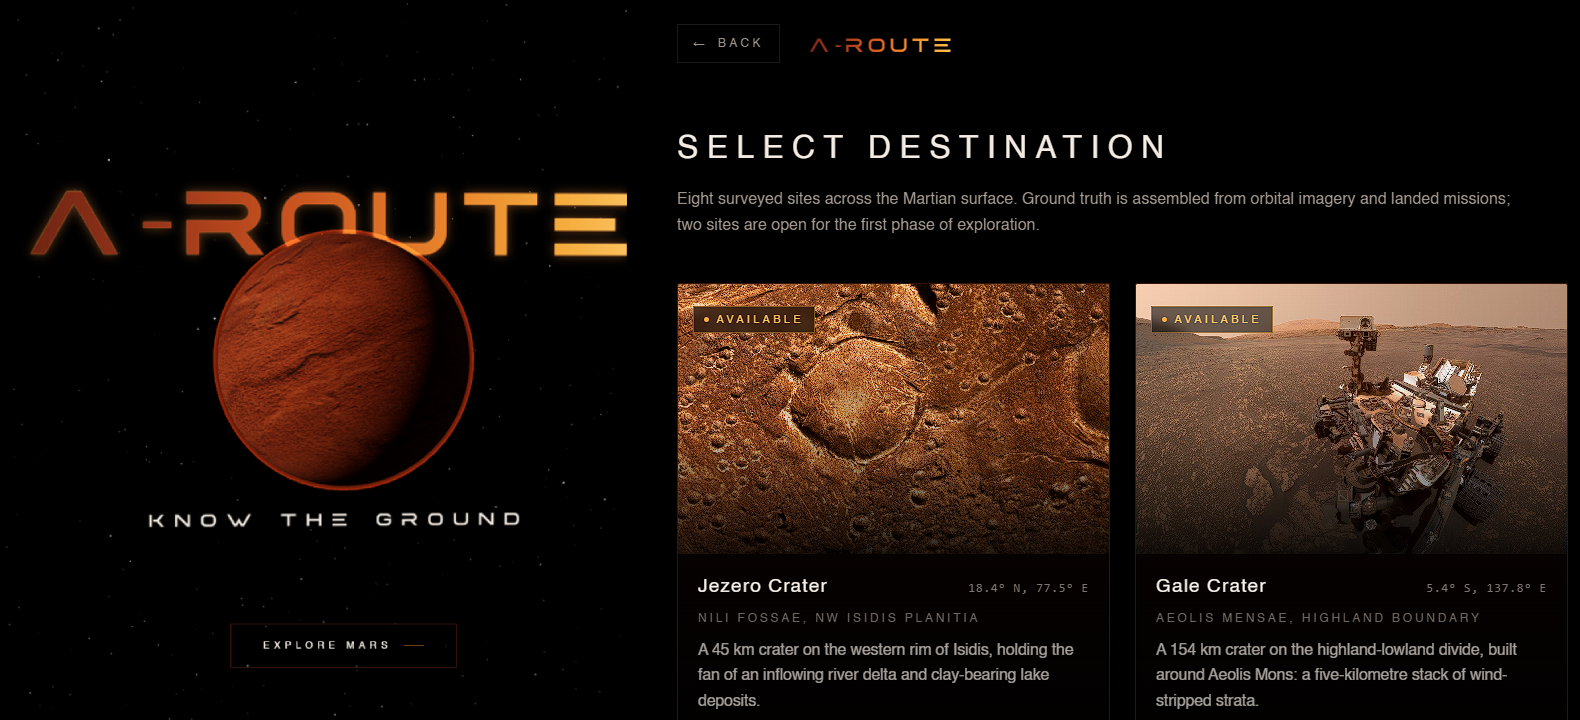 A-ROUTE
KNOW THE GROUND
EXPLORE MARS
← BACK
A-ROUTE
SELECT DESTINATION
Eight surveyed sites across the Martian surface. Ground truth is assembled from orbital imagery and landed missions;
two sites are open for the first phase of exploration.
AVAILABLE
Jezero Crater
18.4° N, 77.5° E
NILI FOSSAE, NW ISIDIS PLANITIA
A 45 km crater on the western rim of Isidis, holding the
fan of an inflowing river delta and clay-bearing lake
deposits.
AVAILABLE
Gale Crater
5.4° S, 137.8° E
AEOLIS MENSAE, HIGHLAND BOUNDARY
A 154 km crater on the highland-lowland divide, built
around Aeolis Mons: a five-kilometre stack of wind-
stripped strata.